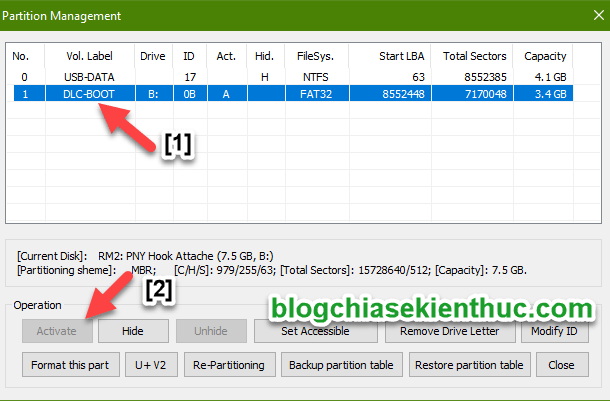 Partition Management
No. Vol. Label Drive ID Act. Hid. FileSys. Start LBA Total Sectors Capacity
0 USB-DATA 17 H NTFS 63 8552385 4.1 GB
1 DLC-BOOT B: 0B A FAT32 8552448 7170048 3.4 GB
[1]
[Current Disk]: RM2: PNY Hook Attache (7.5 GB, B:)
[Partitioning sheme]: MBR; [C/H/S]: 979/255/63; [Total Sectors]: 15728640/512; [Capacity]: 7.5 GB.
[2]
Operation
blogchiasekienthuc.com
Activate Hide Unhide Set Accessible Remove Drive Letter Modify ID
Format this part U+ V2 Re-Partitioning Backup partition table Restore partition table Close